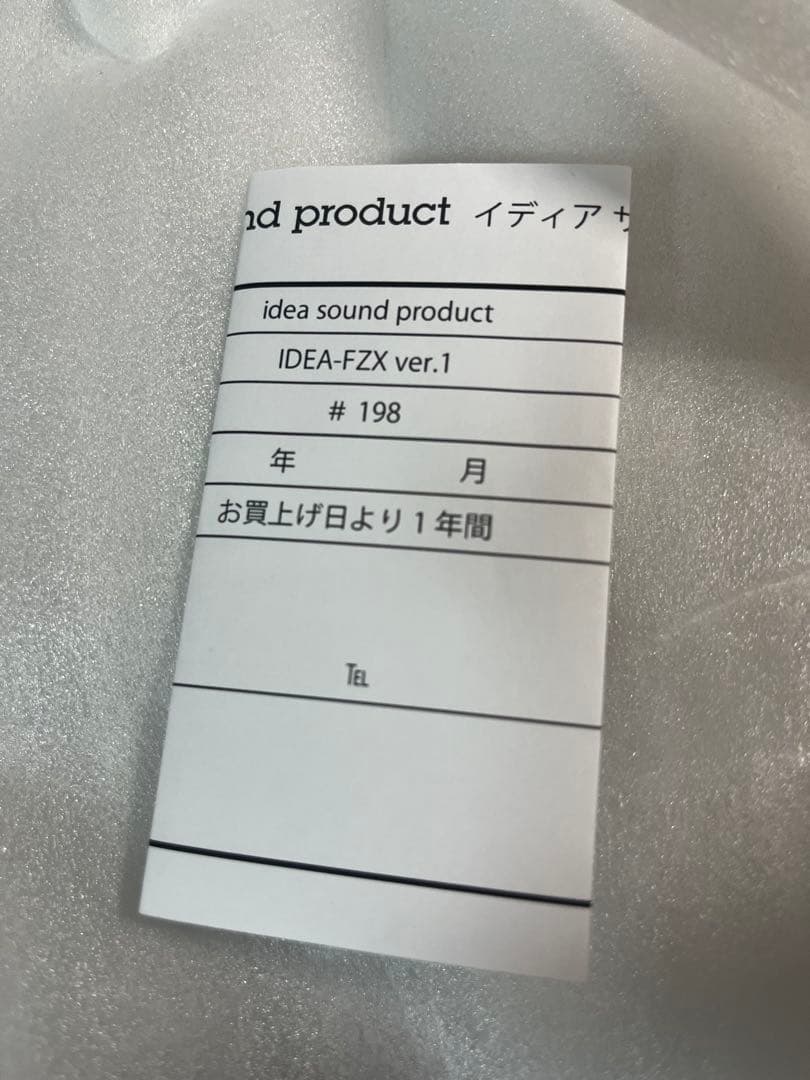 nd product イディア サ
idea sound product
IDEA-FZX ver.1
# 198
年 月
お買上げ日より1年間
TEL